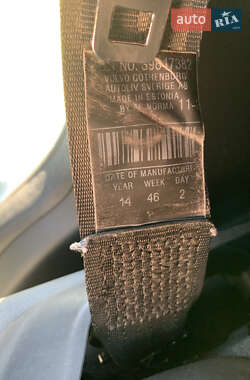 AUTO RIA
VOLVO GOTHENBURG
AUTOLIV SVERIGE AB
MADE IN ESTONIA
DATE OF MANUFACTURE
YEAR WEEK DAY
14 46 2